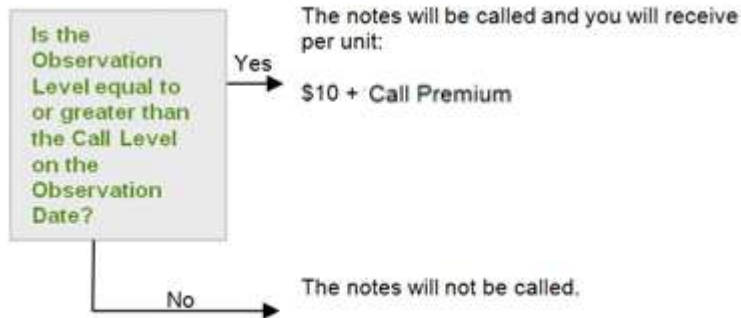 Is the
Observation
Level equal to
or greater than
the Call Level
on the
Observation
Date?
Yes
The notes will be called and you will receive
per unit:
$10 + Call Premium
No
The notes will not be called.